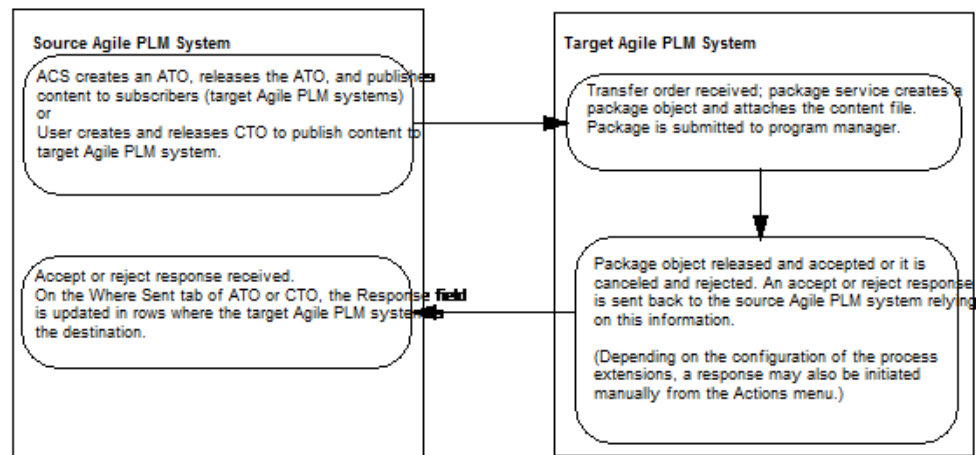 Source Agile PLM System
ACS creates an ATO, releases the ATO, and publishes
content to subscribers (target Agile PLM systems)
or
User creates and releases CTO to publish content to
target Agile PLM system.
Accept or reject response received.
On the Where Sent tab of ATO or CTO, the Response field
is updated in rows where the target Agile PLM system is
the destination.
Target Agile PLM System
Transfer order received; package service creates a
package object and attaches the content file.
Package is submitted to program manager.
Package object released and accepted or it is
canceled and rejected. An accept or reject response
is sent back to the source Agile PLM system relying
on this information.
(Depending on the configuration of the process
extensions, a response may also be initiated
manually from the Actions menu.)